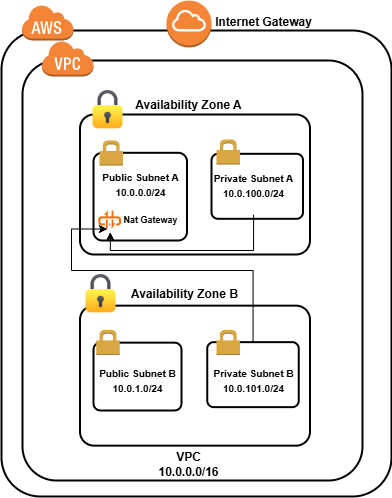 AWS
Internet Gateway
VPC
Availability Zone A
Public Subnet A
10.0.0.0/24
Private Subnet A
10.0.100.0/24
Nat Gateway
Availability Zone B
Public Subnet B
10.0.1.0/24
Private Subnet B
10.0.101.0/24
VPC
10.0.0.0/16